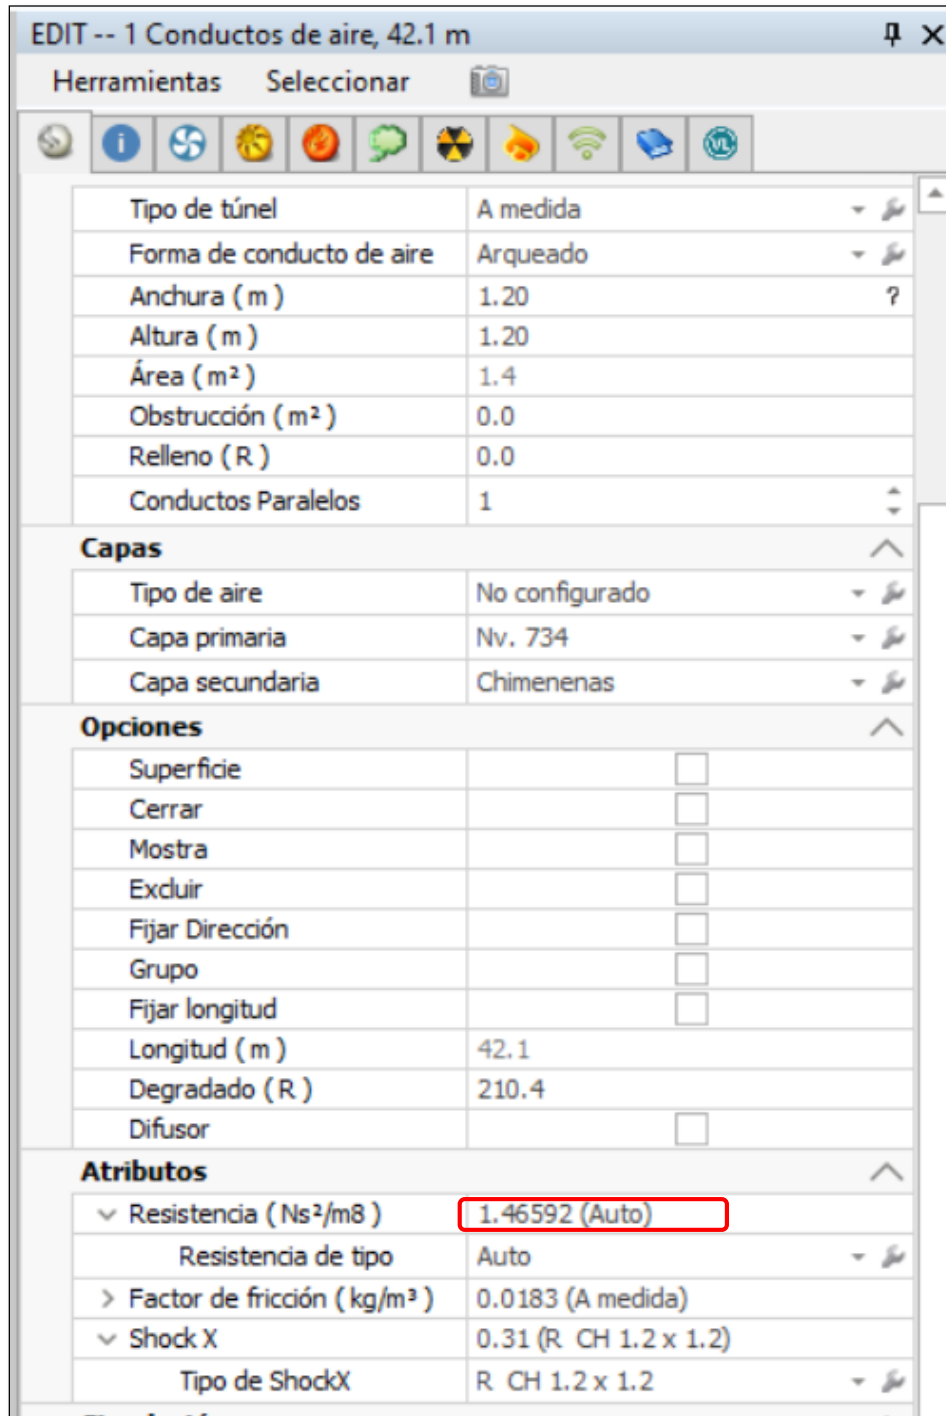 EDIT -- 1 Conductos de aire, 42.1 m
Herramientas Seleccionar
Tipo de túnel A medida
Forma de conducto de aire Arqueado
Anchura ( m ) 1.20 ?
Altura ( m ) 1.20
Área ( m² ) 1.4
Obstrucción ( m² ) 0.0
Relleno ( R ) 0.0
Conductos Paralelos 1
Capas
Tipo de aire No configurado
Capa primaria Nv. 734
Capa secundaria Chimenenas
Opciones
Superficie
Cerrar
Mostra
Excluir
Fijar Dirección
Grupo
Fijar longitud
Longitud ( m ) 42.1
Degradado ( R ) 210.4
Difusor
Atributos
Resistencia ( Ns²/m8 ) 1.46592 (Auto)
Resistencia de tipo Auto
Factor de fricción ( kg/m³ ) 0.0183 (A medida)
Shock X 0.31 (R CH 1.2 x 1.2)
Tipo de ShockX R CH 1.2 x 1.2